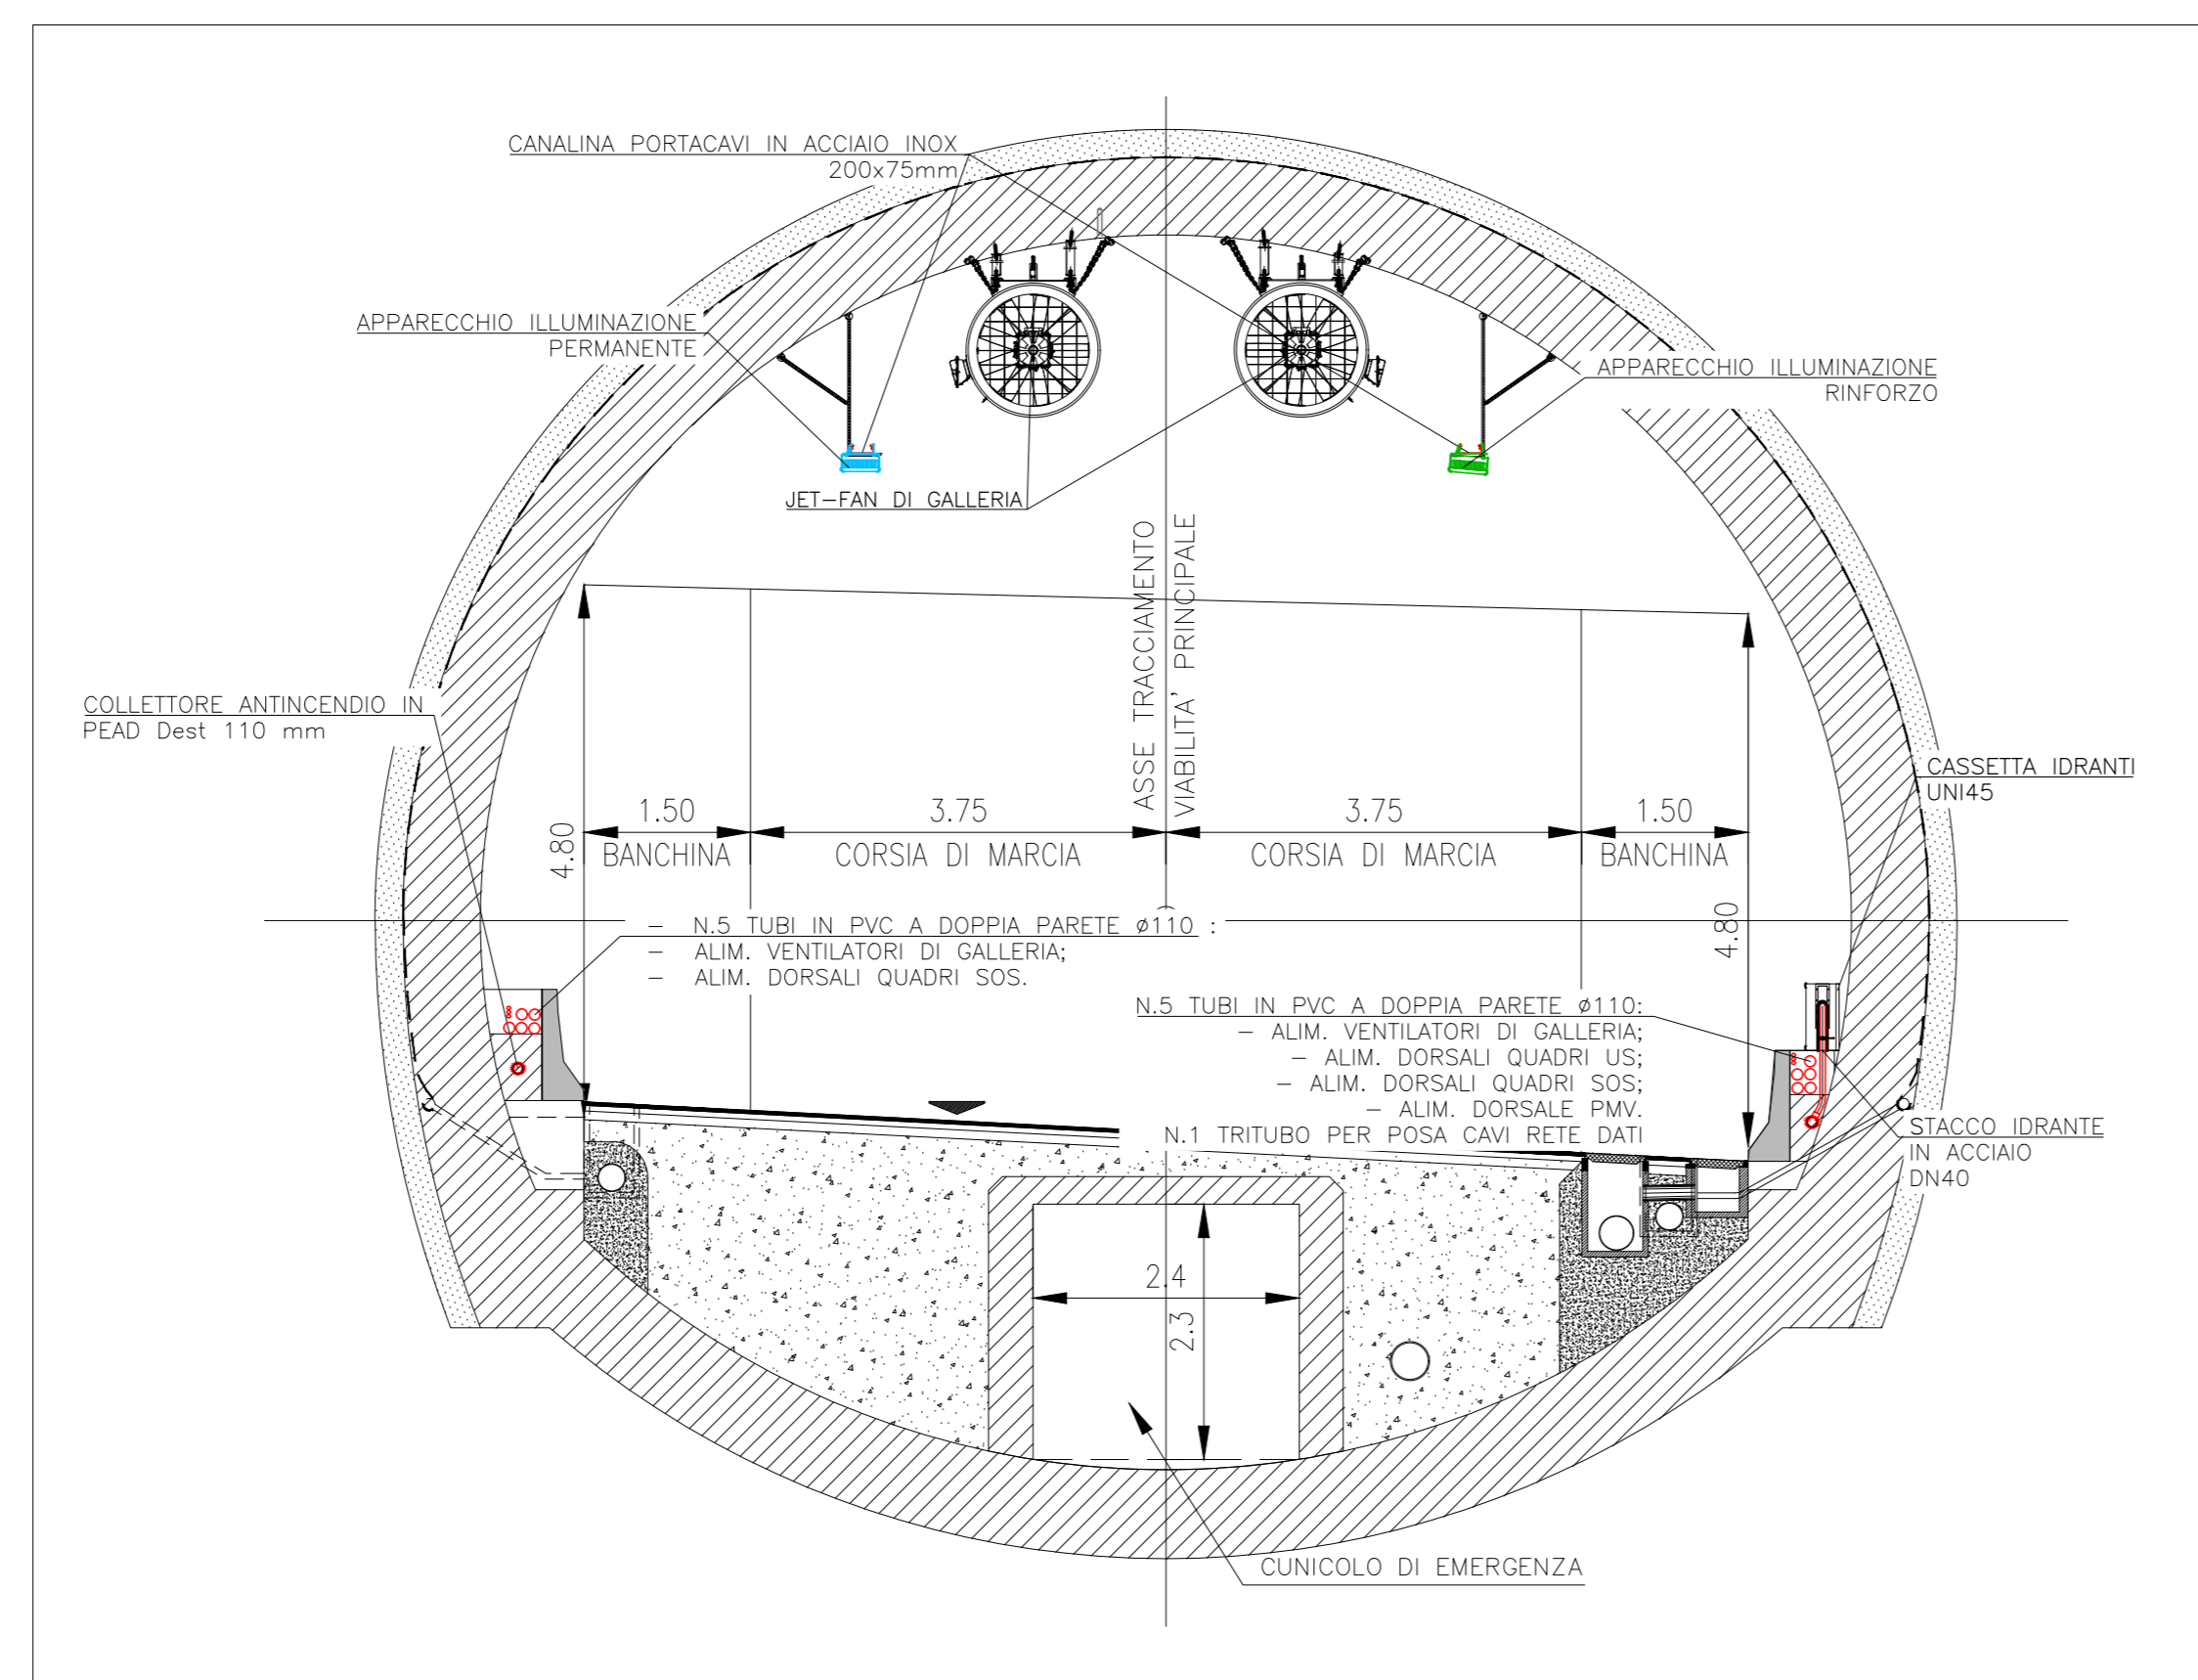 CANALINA PORTACAVI IN ACCIAIO INOX
200x75mm
APPARECCHIO ILLUMINAZIONE
PERMANENTE
APPARECCHIO ILLUMINAZIONE
RINFORZO
JET-FAN DI GALLERIA
ASSE TRACCIAMENTO
VIABILITA' PRINCIPALE
COLLETTORE ANTINCENDIO IN
PEAD Dest 110 mm
CASSETTA IDRANTI
UNI45
4.80
1.50
BANCHINA
3.75
CORSIA DI MARCIA
3.75
CORSIA DI MARCIA
1.50
BANCHINA
4.80
- N.5 TUBI IN PVC A DOPPIA PARETE ø110 :
- ALIM. VENTILATORI DI GALLERIA;
- ALIM. DORSALI QUADRI SOS.
N.5 TUBI IN PVC A DOPPIA PARETE ø110:
- ALIM. VENTILATORI DI GALLERIA;
- ALIM. DORSALI QUADRI US;
- ALIM. DORSALI QUADRI SOS;
- ALIM. DORSALE PMV.
N.1 TRITUBO PER POSA CAVI RETE DATI
STACCO IDRANTE
IN ACCIAIO
DN40
2.4
2.3
CUNICOLO DI EMERGENZA